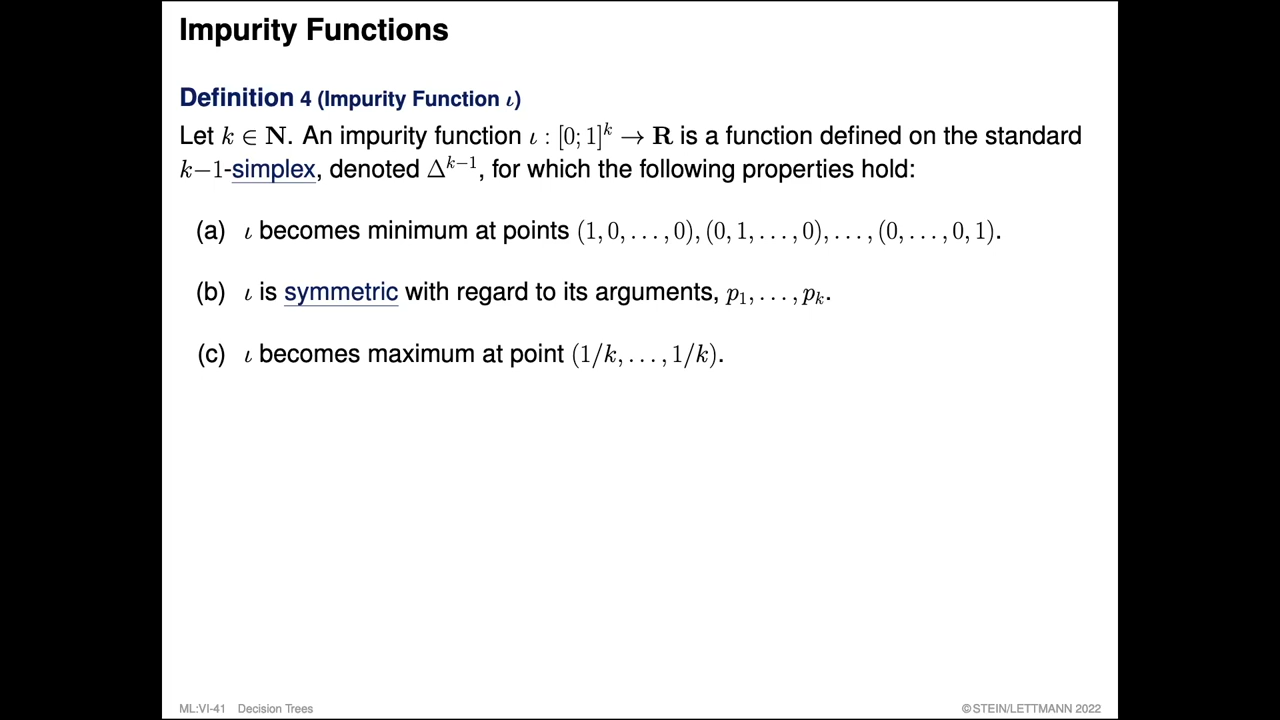 Impurity Functions
Definition 4 (Impurity Function ι)
Let k ∈ N. An impurity function ι : [0; 1]^k → R is a function defined on the standard
k−1-simplex, denoted Δ^{k−1}, for which the following properties hold:
(a) ι becomes minimum at points (1, 0, . . . , 0), (0, 1, . . . , 0), . . . , (0, . . . , 0, 1).
(b) ι is symmetric with regard to its arguments, p_1, . . . , p_k.
(c) ι becomes maximum at point (1/k, . . . , 1/k).
ML:VI-41 Decision Trees ©STEIN/LETTMANN 2022